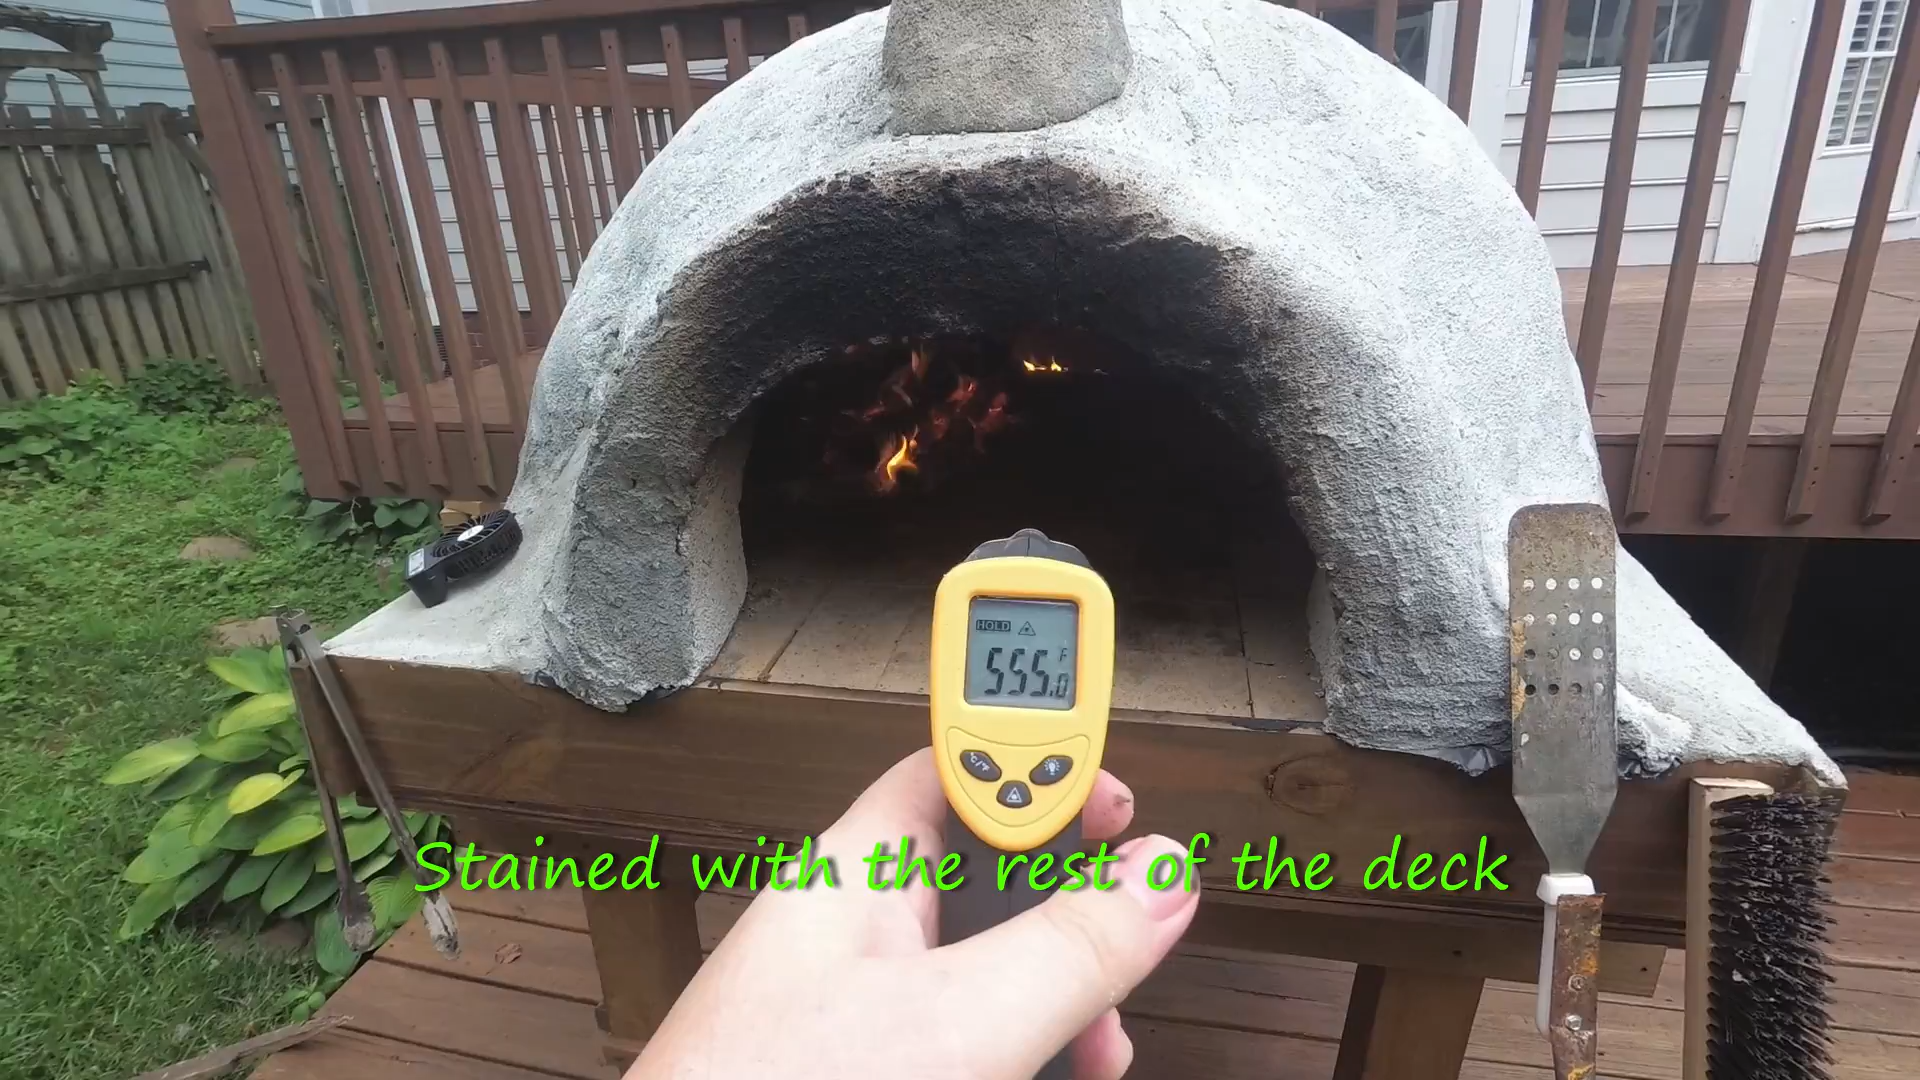 HOLD
F
555.0
°C/°F
Stained with the rest of the deck